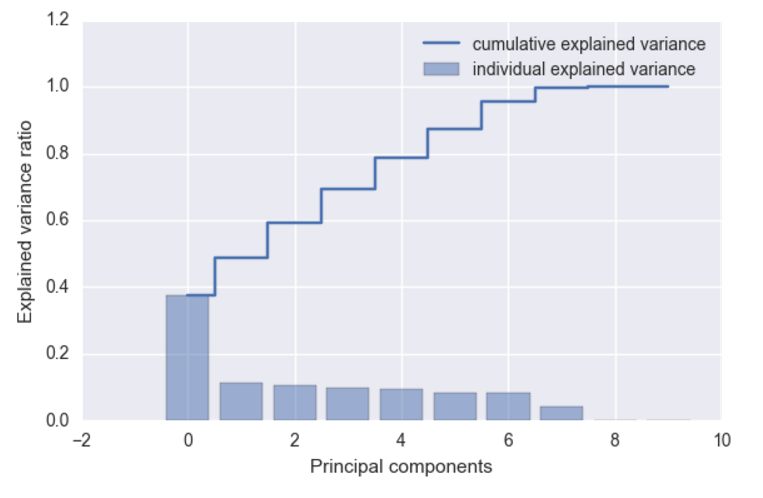 1.2
cumulative explained variance
individual explained variance
1.0
0.8
0.6
0.4
0.2
0.0
Explained variance ratio
−2 0 2 4 6 8 10
Principal components